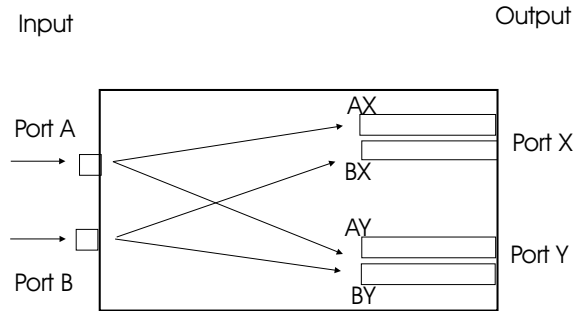 Input
Output
AX
Port A
Port X
BX
AY
Port Y
Port B
BY